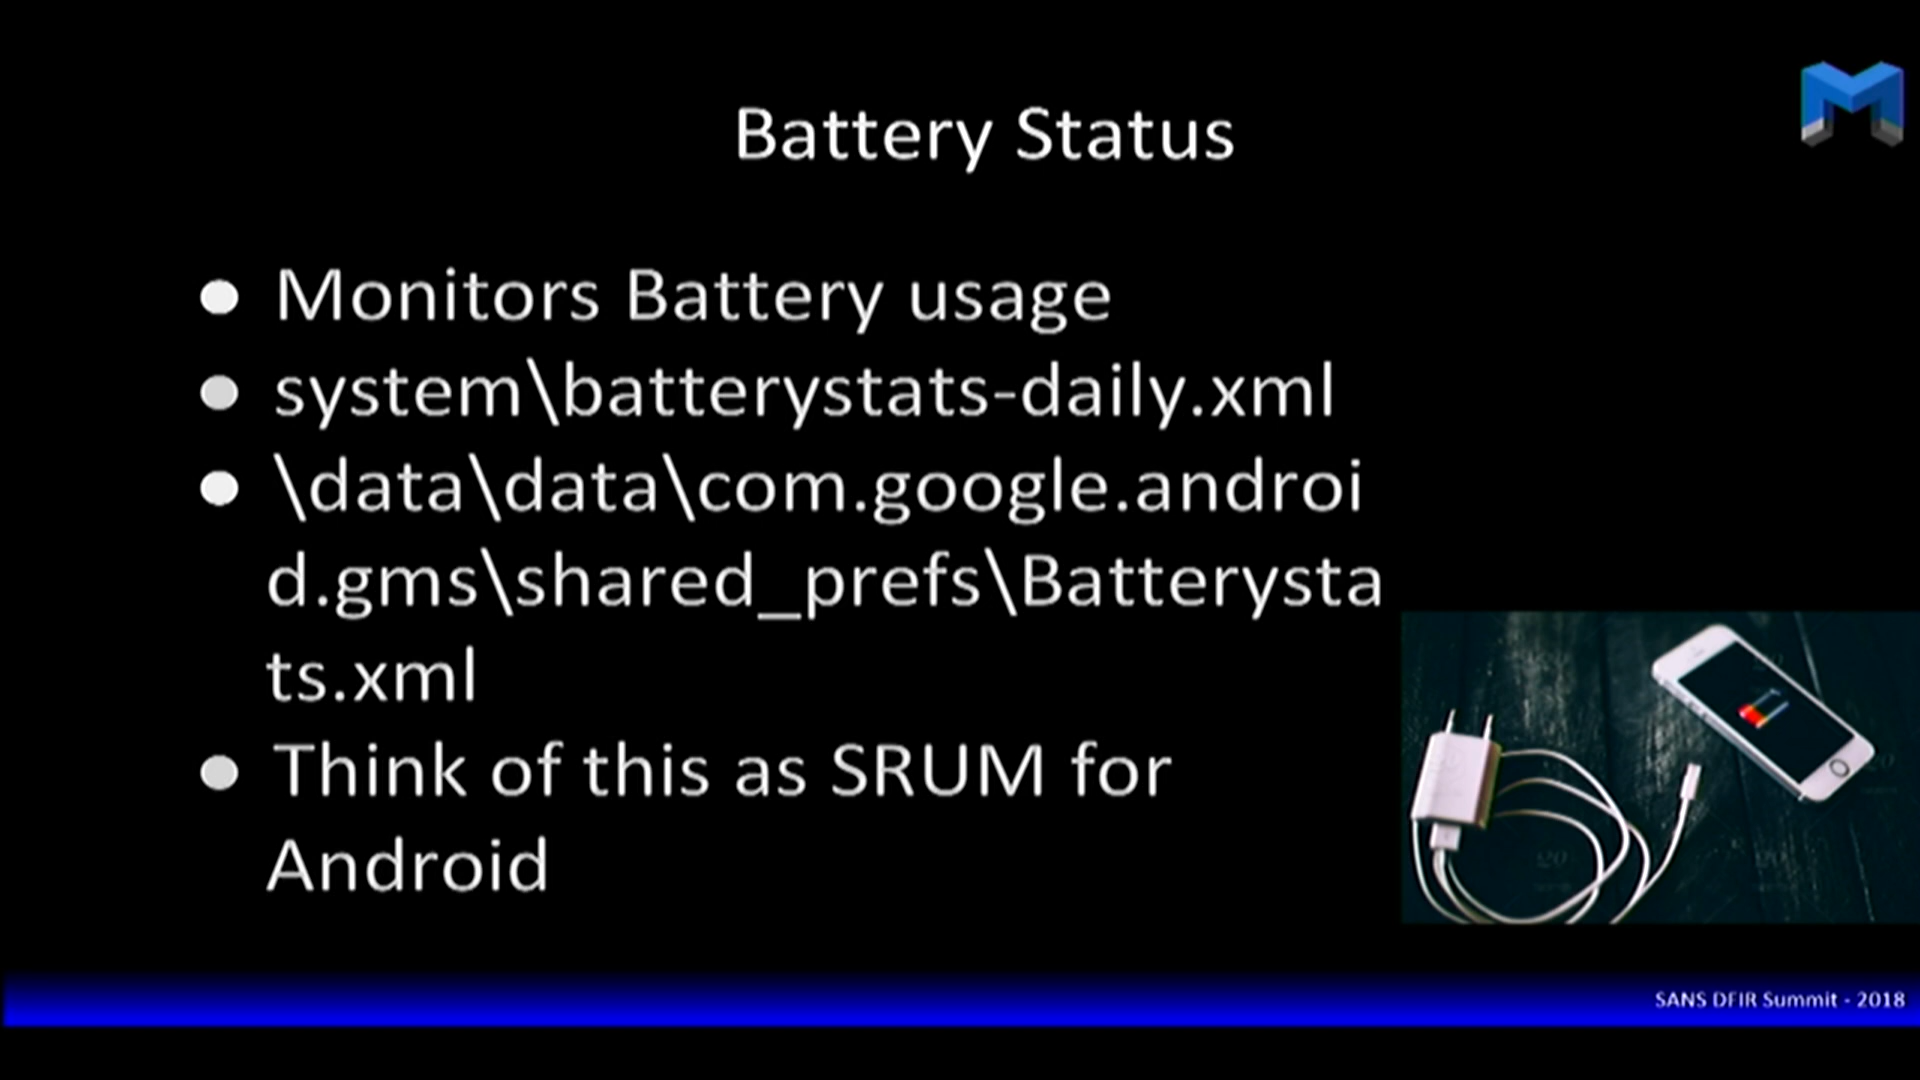 Battery Status
● Monitors Battery usage
● system\batterystats-daily.xml
● \data\data\com.google.androi
d.gms\shared_prefs\Batterysta
ts.xml
● Think of this as SRUM for
Android
SANS DFIR Summit - 2018